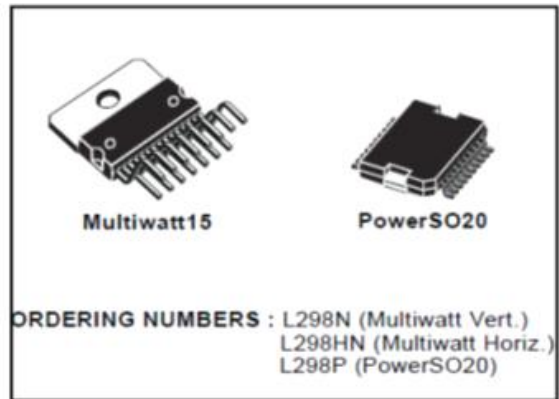 Multiwatt15 PowerSO20
ORDERING NUMBERS : L298N (Multiwatt Vert.)
L298HN (Multiwatt Horiz.)
L298P (PowerSO20)